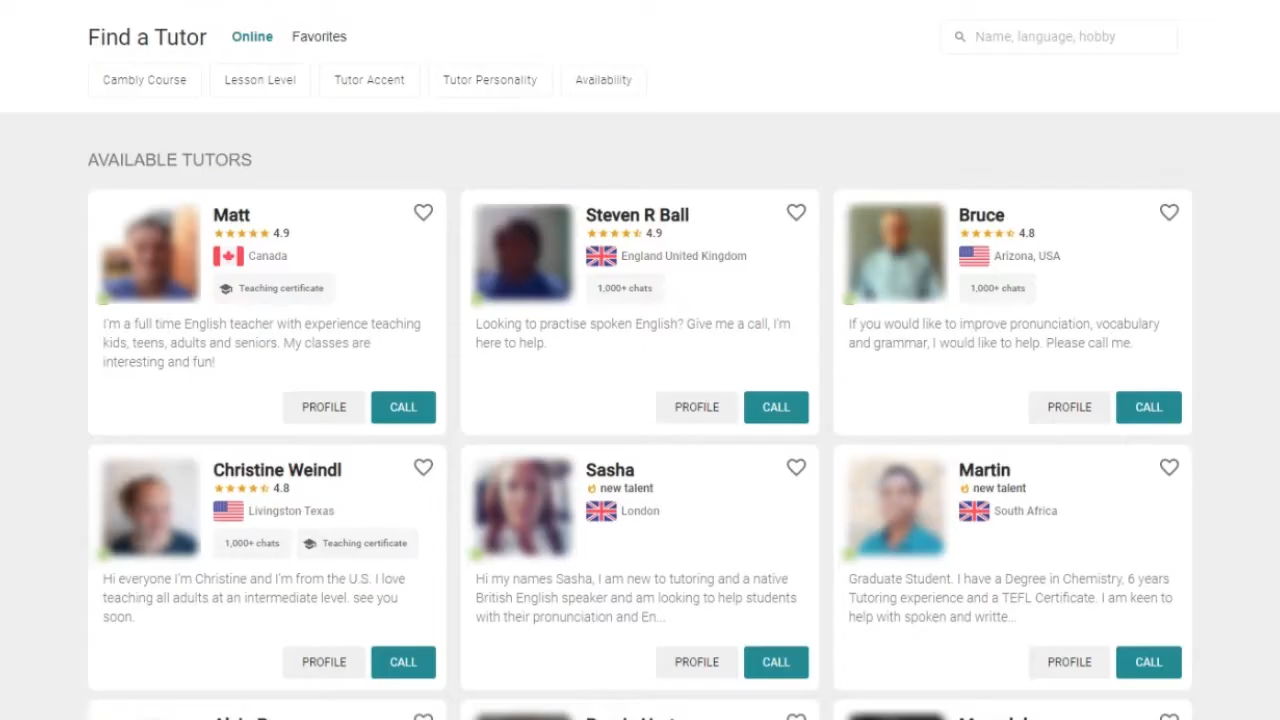 Find a Tutor
Online
Favorites
Name, language, hobby
Cambly Course
Lesson Level
Tutor Accent
Tutor Personality
Availability
AVAILABLE TUTORS
Matt
4.9
Canada
Teaching certificate
I'm a full time English teacher with experience teaching
kids, teens, adults and seniors. My classes are
interesting and fun!
PROFILE
CALL
Steven R Ball
4.9
England United Kingdom
1,000+ chats
Looking to practise spoken English? Give me a call, I'm
here to help.
PROFILE
CALL
Bruce
4.8
Arizona, USA
1,000+ chats
If you would like to improve pronunciation, vocabulary
and grammar, I would like to help. Please call me.
PROFILE
CALL
Christine Weindl
4.8
Livingston Texas
1,000+ chats
Teaching certificate
Hi everyone I'm Christine and I'm from the U.S. I love
teaching all adults at an intermediate level. see you
soon.
PROFILE
CALL
Sasha
new talent
London
Hi my names Sasha, I am new to tutoring and a native
British English speaker and am looking to help students
with their pronunciation and En...
PROFILE
CALL
Martin
new talent
South Africa
Graduate Student. I have a Degree in Chemistry, 6 years
Tutoring experience and a TEFL Certificate. I am keen to
help with spoken and writte...
PROFILE
CALL